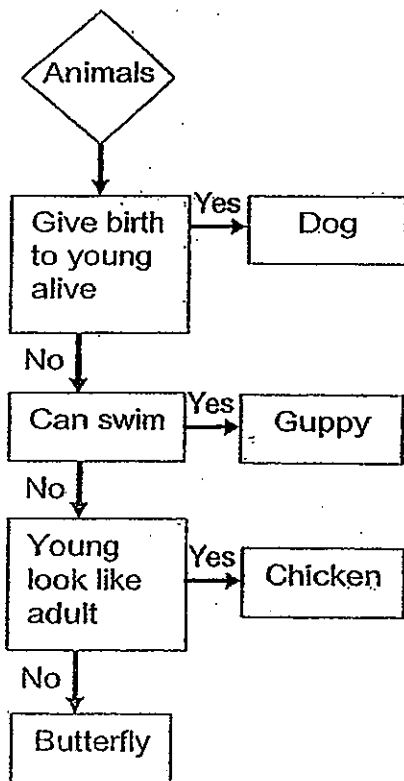 Animals
Give birth
to young
alive
Yes
Dog
No
Can swim
Yes
Guppy
No
Young
look like
adult
Yes
Chicken
No
Butterfly